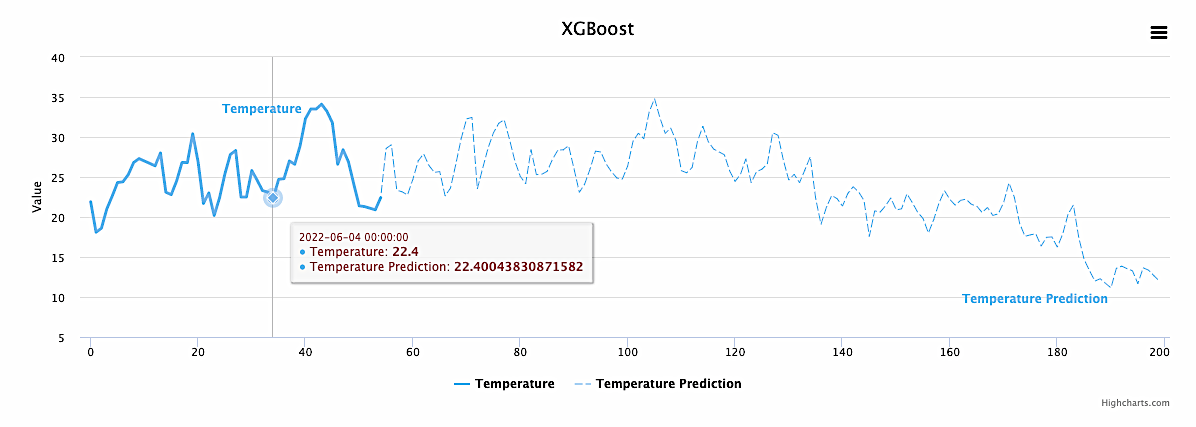 XGBoost
40
35
30
25
20
15
10
5
Value
Temperature
2022-06-04 00:00:00
Temperature: 22.4
Temperature Prediction: 22.40043830871582
Temperature Prediction
0 20 40 60 80 100 120 140 160 180 200
Temperature Temperature Prediction
Highcharts.com